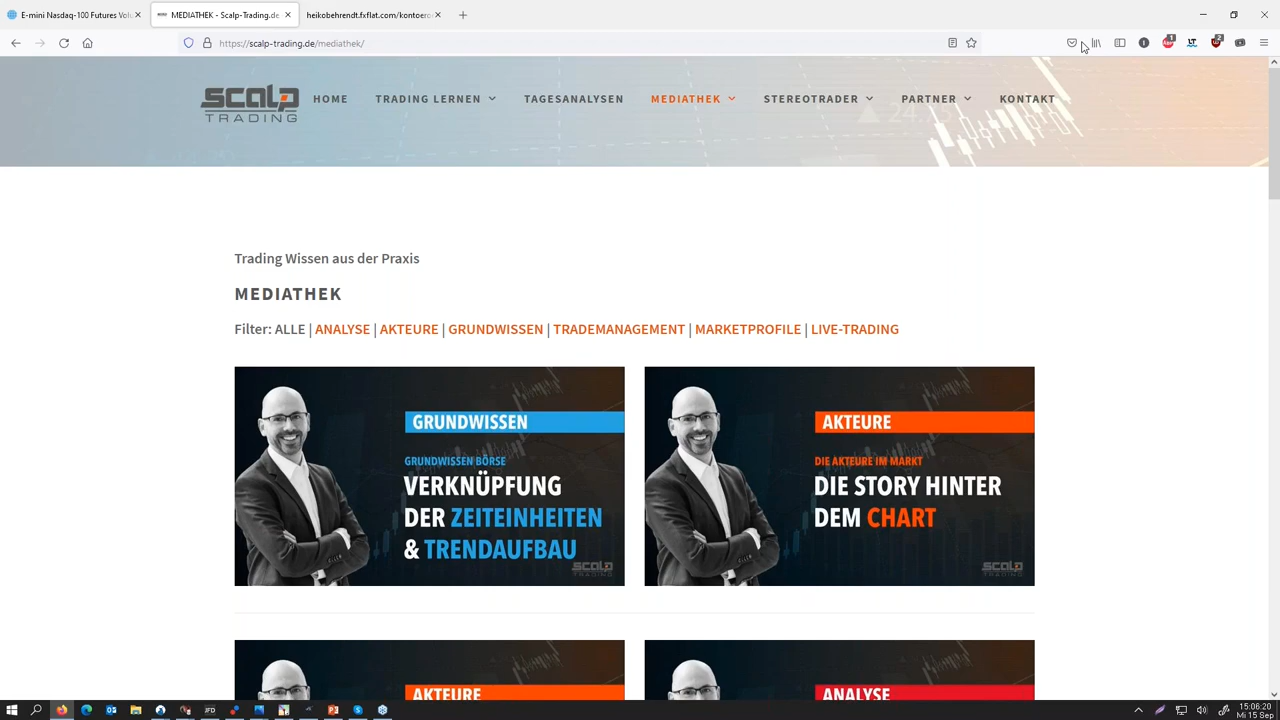 E-mini Nasdaq-100 Futures Volu
MEDIATHEK - Scalp-Trading.de
heikobehrendt.fxflat.com/kontoero
https://scalp-trading.de/mediathek/
scalp
TRADING
HOME
TRADING LERNEN
TAGESANALYSEN
MEDIATHEK
STEREOTRADER
PARTNER
KONTAKT
Trading Wissen aus der Praxis
MEDIATHEK
Filter: ALLE | ANALYSE | AKTEURE | GRUNDWISSEN | TRADEMANAGEMENT | MARKETPROFILE | LIVE-TRADING
GRUNDWISSEN
GRUNDWISSEN BÖRSE
VERKNÜPFUNG
DER ZEITEINHEITEN
& TRENDAUFBAU
scalp
TRADING
AKTEURE
DIE AKTEURE IM MARKT
DIE STORY HINTER
DEM CHART
scalp
TRADING
AKTEURE
ANALYSE
15:06:20
Mi 15 Sep